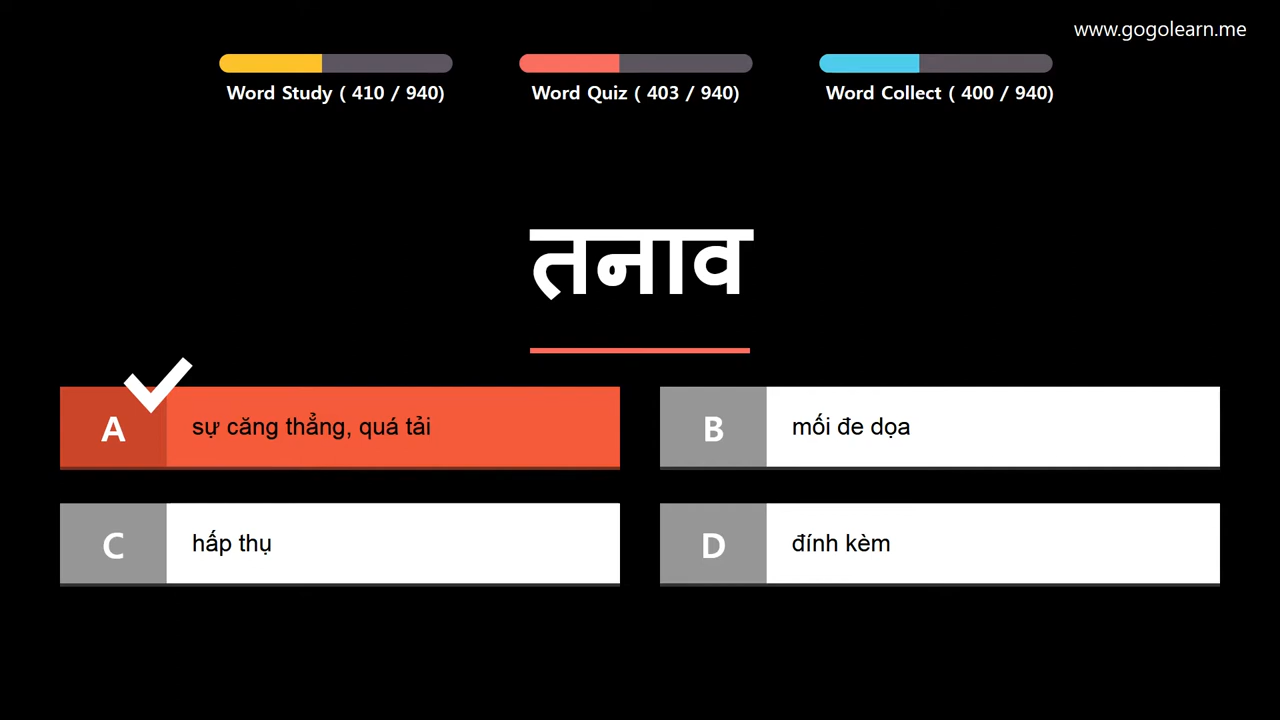 www.gogolearn.me
Word Study ( 410 / 940)
Word Quiz ( 403 / 940)
Word Collect ( 400 / 940)
तनाव
A sự căng thẳng, quá tải
B mối đe dọa
C hấp thụ
D đính kèm